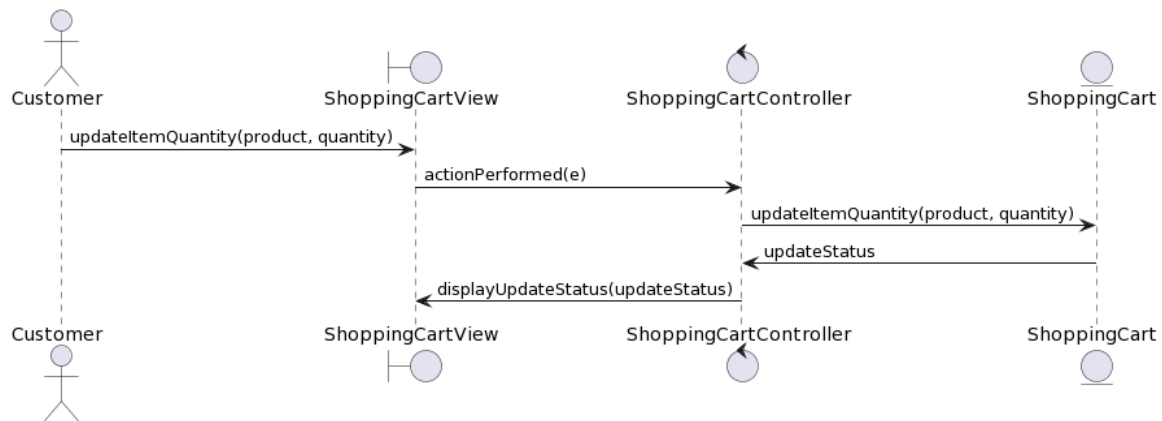 Customer
ShoppingCartView
ShoppingCartController
ShoppingCart
updateItemQuantity(product, quantity)
actionPerformed(e)
updateItemQuantity(product, quantity)
updateStatus
displayUpdateStatus(updateStatus)
Customer
ShoppingCartView
ShoppingCartController
ShoppingCart